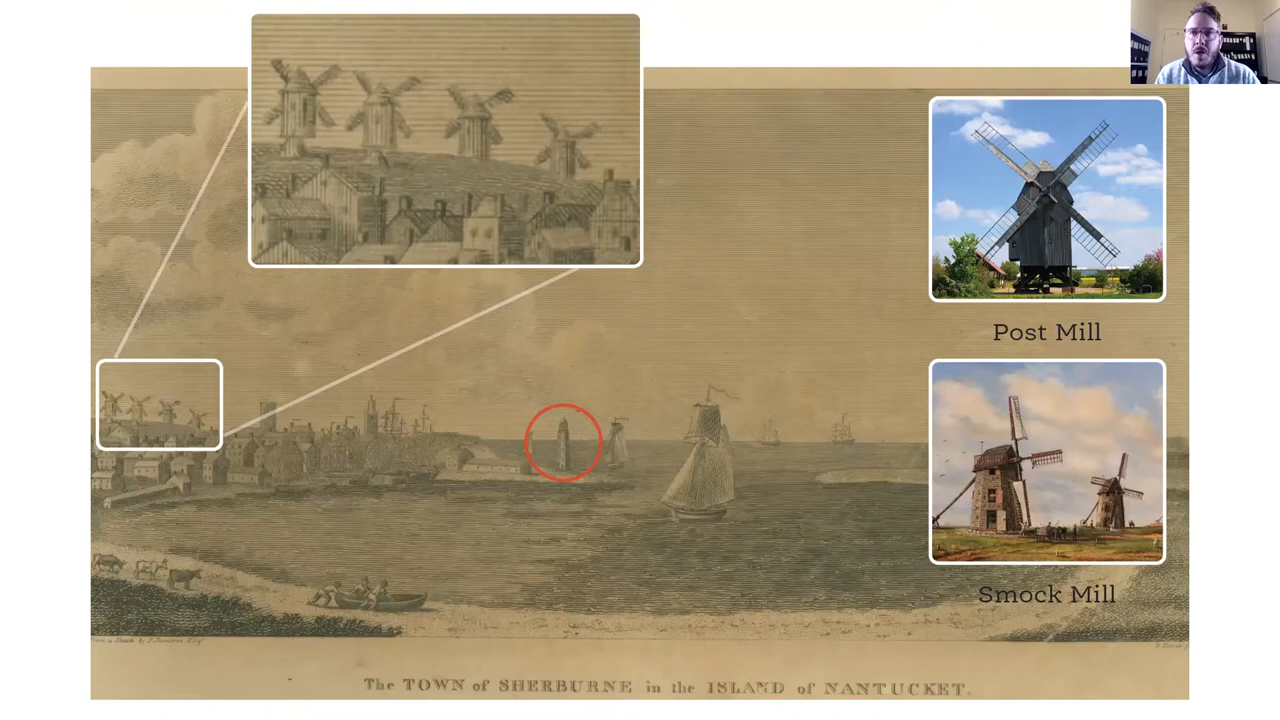 Post Mill
Smock Mill
The TOWN of SHERBURNE in the ISLAND of NANTUCKET.